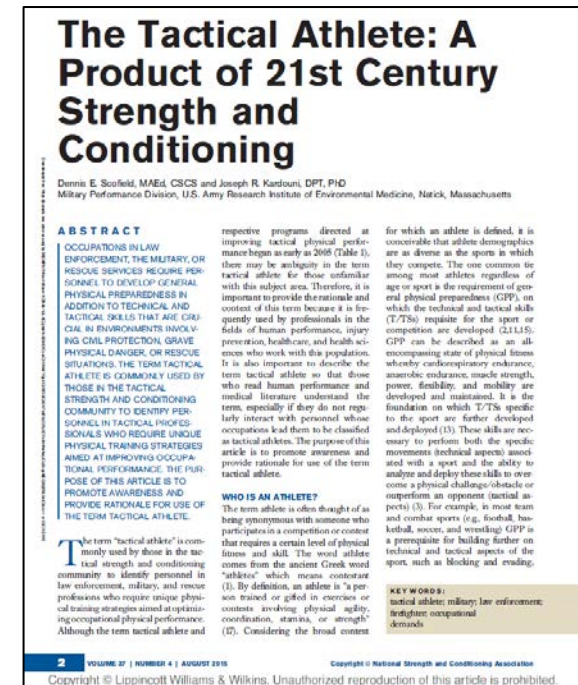 The Tactical Athlete: A
Product of 21st Century
Strength and
Conditioning
Dennis E. Scofield, MAEd, CSCS and Joseph R. Kardouni, DPT, PhD
Military Performance Division, U.S. Army Research Institute of Environmental Medicine, Natick, Massachusetts
ABSTRACT
OCCUPATIONS IN LAW
ENFORCEMENT, THE MILITARY, OR
RESCUE SERVICES REQUIRE PER-
SONNEL TO DEVELOP GENERAL
PHYSICAL PREPAREDNESS IN
ADDITION TO TECHNICAL AND
TACTICAL SKILLS THAT ARE CRU-
CIAL IN ENVIRONMENTS INVOLV-
ING CIVIL PROTECTION, GRAVE
PHYSICAL DANGER, OR RESCUE
SITUATIONS. THE TERM TACTICAL
ATHLETE IS COMMONLY USED BY
THOSE IN THE TACTICAL
STRENGTH AND CONDITIONING
COMMUNITY TO IDENTIFY PER-
SONNEL IN TACTICAL PROFES-
SIONALS WHO REQUIRE UNIQUE
PHYSICAL TRAINING STRATEGIES
AIMED AT IMPROVING OCCUPA-
TIONAL PERFORMANCE. THE PUR-
POSE OF THIS ARTICLE IS TO
PROMOTE AWARENESS AND
PROVIDE RATIONALE FOR USE OF
THE TERM TACTICAL ATHLETE.
The term "tactical athlete" is com-
monly used by those in the tac-
tical strength and conditioning
community to identify personnel in
law enforcement, military, and rescue
professions who require unique physi-
cal training strategies aimed at optimiz-
ing occupational physical performance.
Although the term tactical athlete and
respective programs directed at
improving tactical physical perfor-
mance began as early as 2005 (Table 1),
there may be ambiguity in the term
tactical athlete for those unfamiliar
with this subject area. Therefore, it is
important to provide the rationale and
context of this term because it is fre-
quently used by professionals in the
fields of human performance, injury
prevention, healthcare, and health sci-
ences who work with this population.
It is also important to describe the
term tactical athlete so that those
who read human performance and
medical literature understand the
term, especially if they do not regu-
larly interact with personnel whose
occupations lead them to be classified
as tactical athletes. The purpose of this
article is to promote awareness and
provide rationale for use of the term
tactical athlete.
WHO IS AN ATHLETE?
The term athlete is often thought of as
being synonymous with someone who
participates in a competition or contest
that requires a certain level of physical
fitness and skill. The word athlete
comes from the ancient Greek word
"athletes" which means contestant
(1). By definition, an athlete is "a per-
son trained or gifted in exercises or
contests involving physical agility,
coordination, stamina, or strength"
(17). Considering the broad context
for which an athlete is defined, it is
conceivable that athlete demographics
are as diverse as the sports in which
they compete. The one common tie
among most athletes regardless of
age or sport is the requirement of gen-
eral physical preparedness (GPP), on
which the technical and tactical skills
(T/TSs) requisite for the sport or
competition are developed (2,11,15).
GPP can be described as an all-
encompassing state of physical fitness
whereby cardiorespiratory endurance,
anaerobic endurance, muscle strength,
power, flexibility, and mobility are
developed and maintained. It is the
foundation on which T/TSs specific
to the sport are further developed
and deployed (13). These skills are nec-
essary to perform both the specific
movements (technical aspects) associ-
ated with a sport and the ability to
analyze and deploy these skills to over-
come a physical challenge/obstacle or
outperform an opponent (tactical as-
pects) (3). For example, in most team
and combat sports (e.g., football, bas-
ketball, soccer, and wrestling) GPP is
a prerequisite for building further on
technical and tactical aspects of the
sport, such as blocking and evading,
KEY WORDS:
tactical athlete; military; law enforcement;
firefighter; occupational
demands
2 VOLUME 37 | NUMBER 4 | AUGUST 2015
Copyright © National Strength and Conditioning Association
Copyright © Lippincott Williams & Wilkins. Unauthorized reproduction of this article is prohibited.